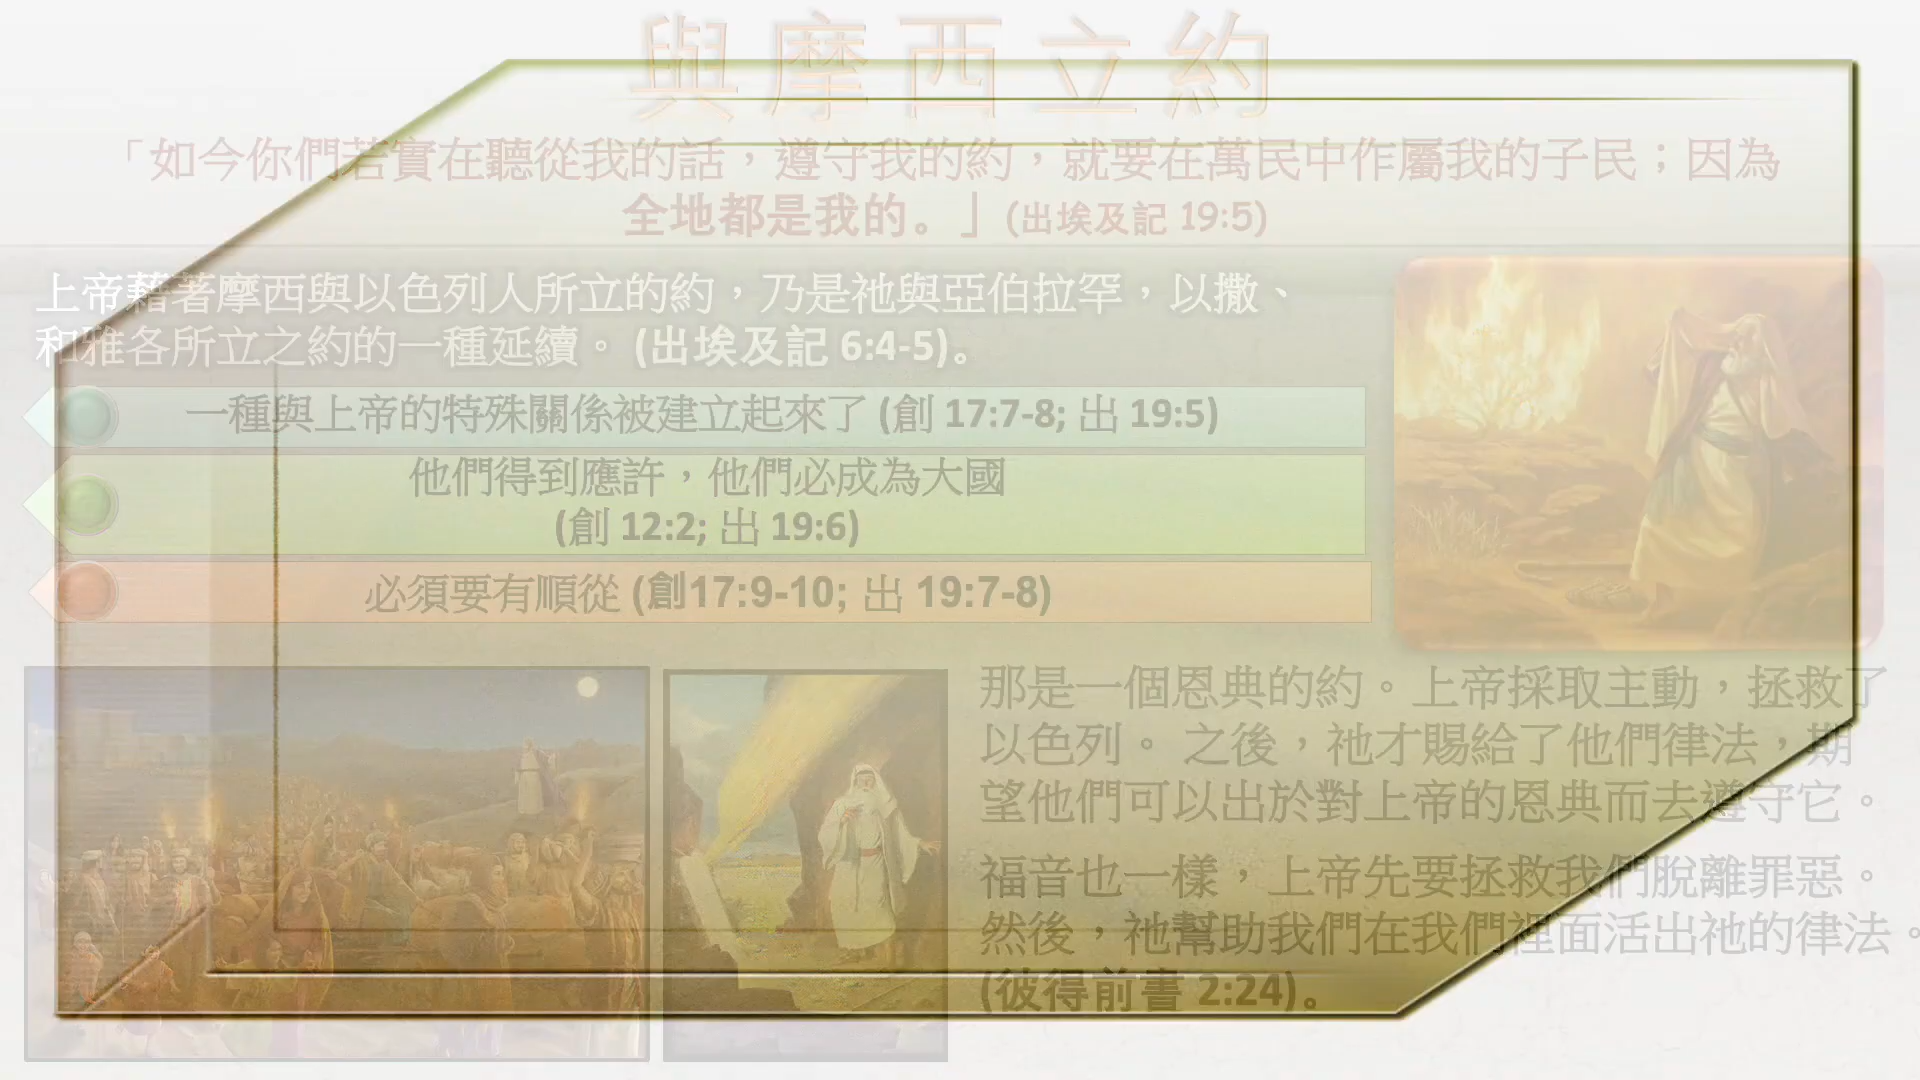 與摩西立約
「如今你們若實在聽從我的話，遵守我的約，就要在萬民中作屬我的子民；因為
全地都是我的。」(出埃及記 19:5)
上帝藉著摩西與以色列人所立的約，乃是祂與亞伯拉罕，以撒、
和雅各所立之約的一種延續。 (出埃及記 6:4-5)。
一種與上帝的特殊關係被建立起來了 (創 17:7-8; 出 19:5)
他們得到應許，他們必成為大國
(創 12:2; 出 19:6)
必須要有順從 (創17:9-10; 出 19:7-8)
那是一個恩典的約。上帝採取主動，拯救了
以色列。 之後，祂才賜給了他們律法，期
望他們可以出於對上帝的恩典而去遵守它。
福音也一樣，上帝先要拯救我們脫離罪惡。
然後，祂幫助我們在我們裡面活出祂的律法。
(彼得前書 2:24)。